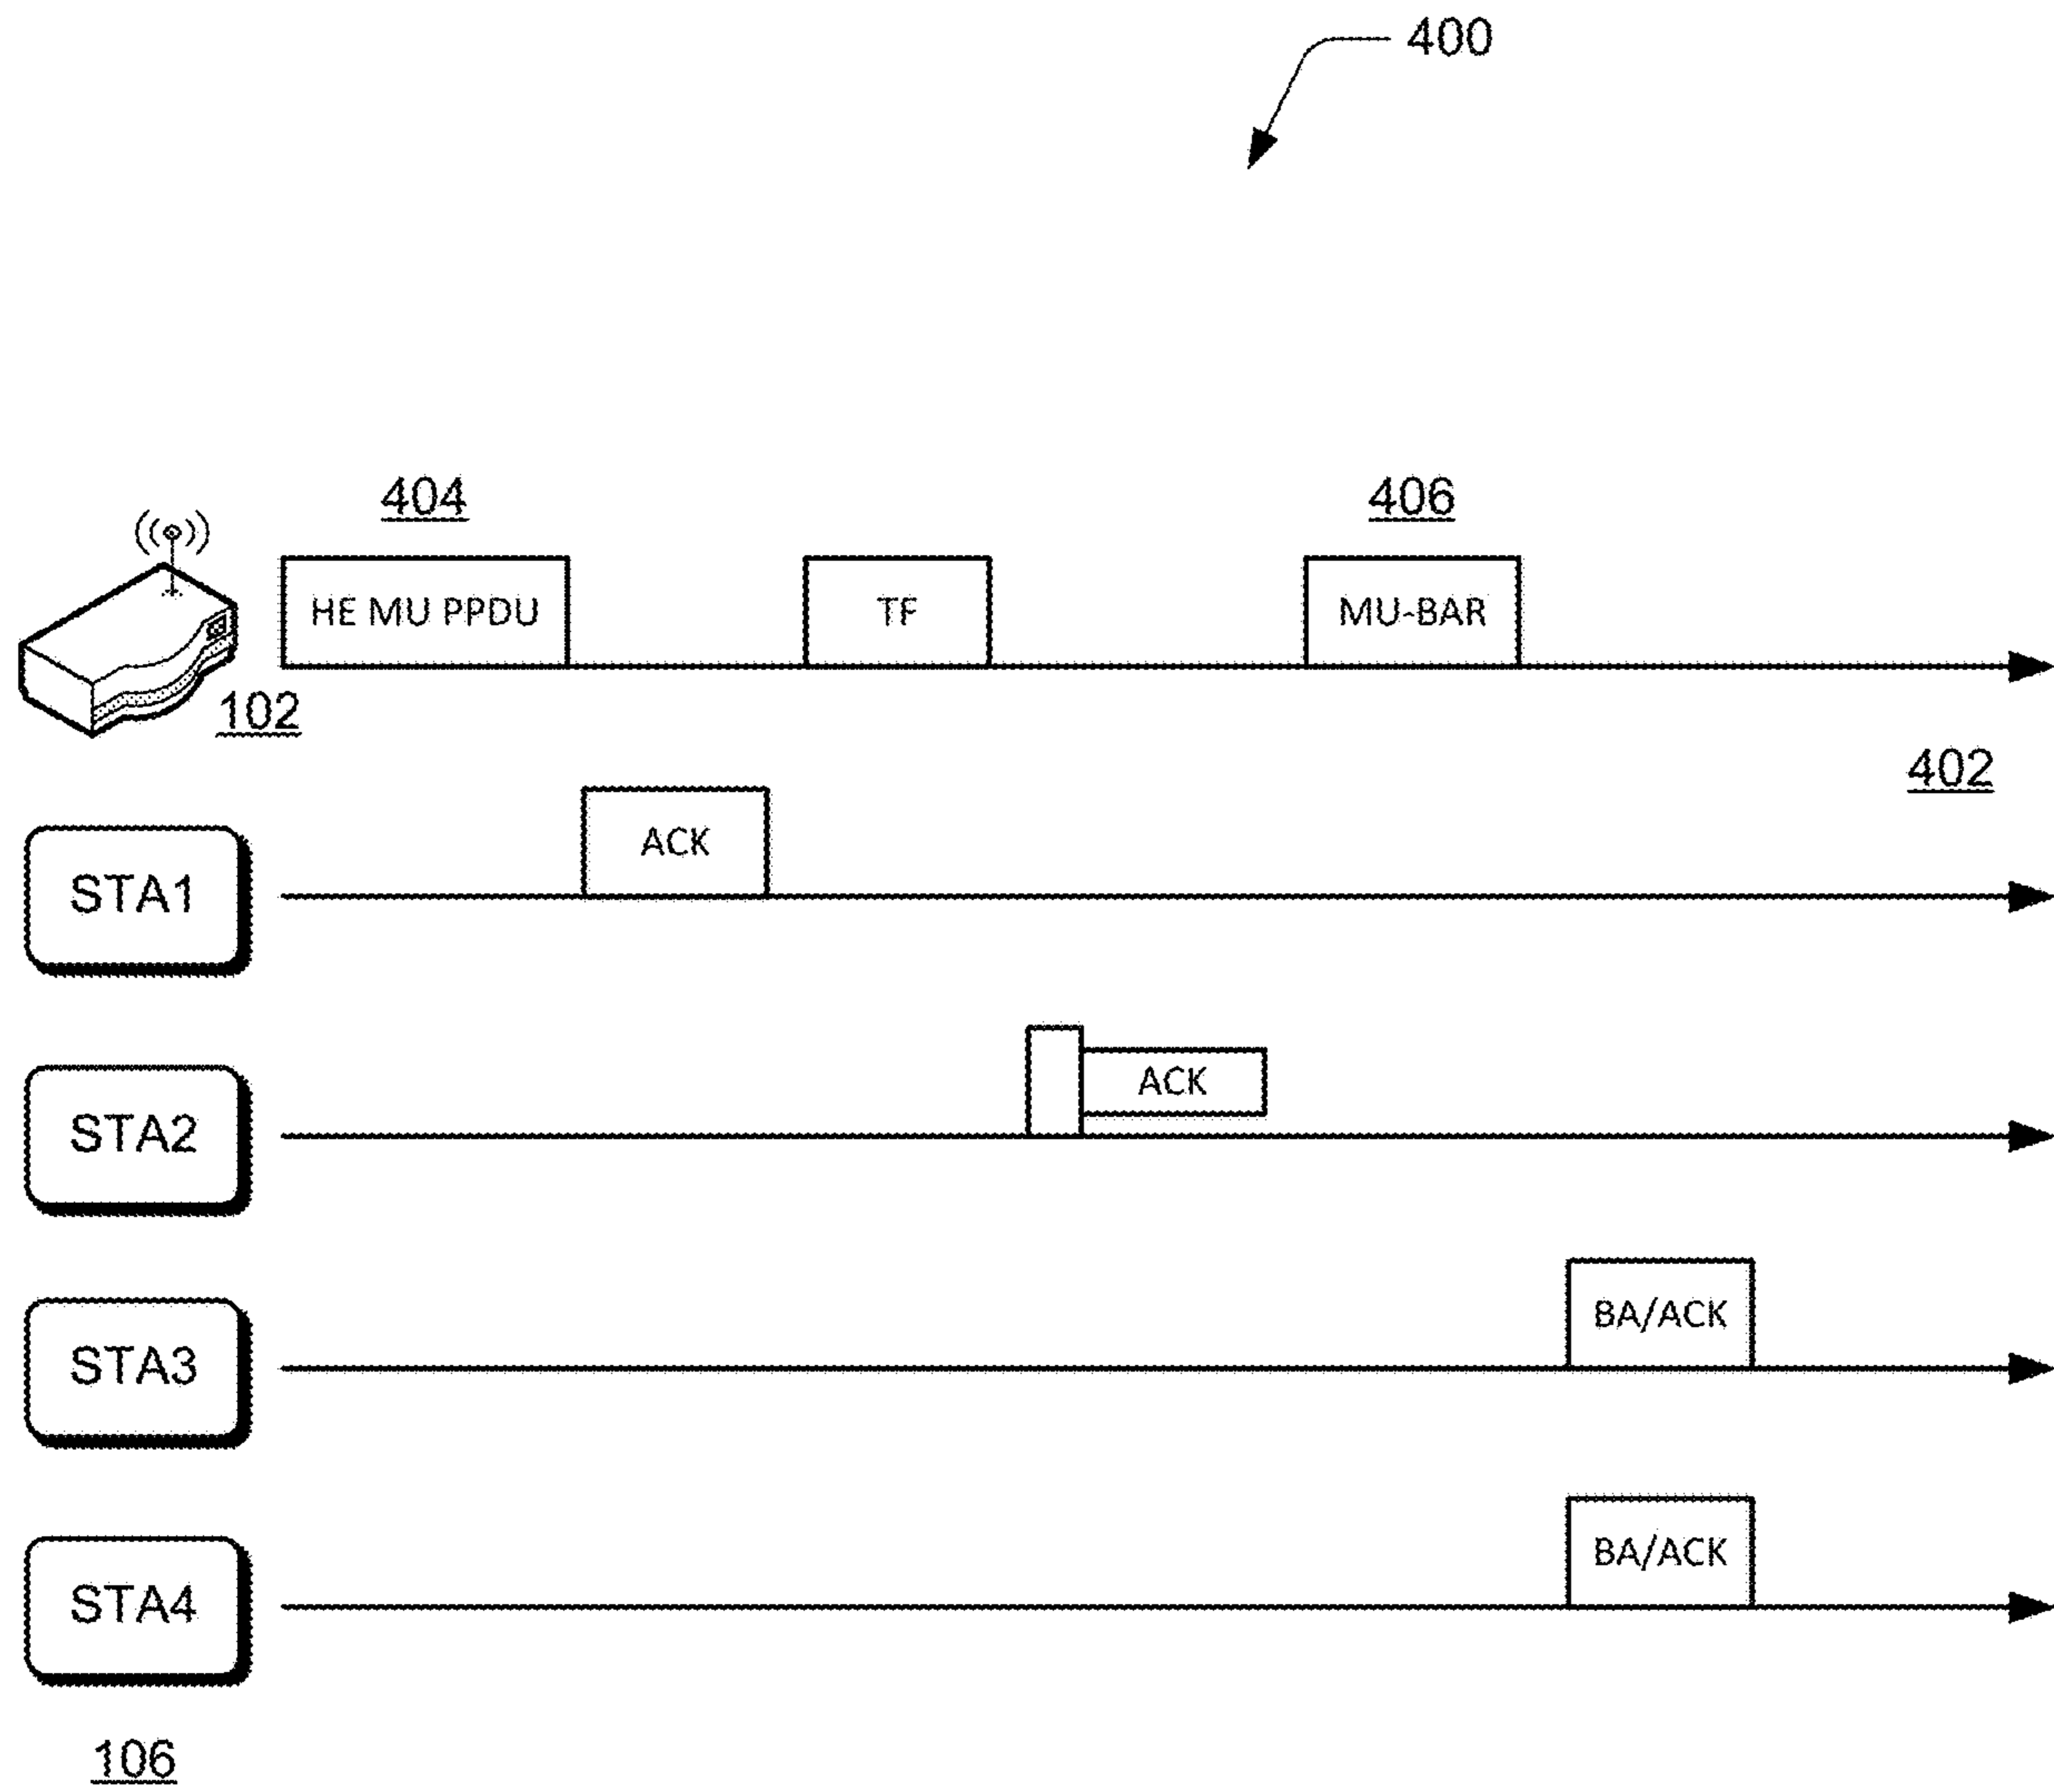 400
404
406
HE MU PPDU
TF
MU-BAR
102
402
ACK
STA1
ACK
STA2
BA/ACK
STA3
BA/ACK
STA4
106